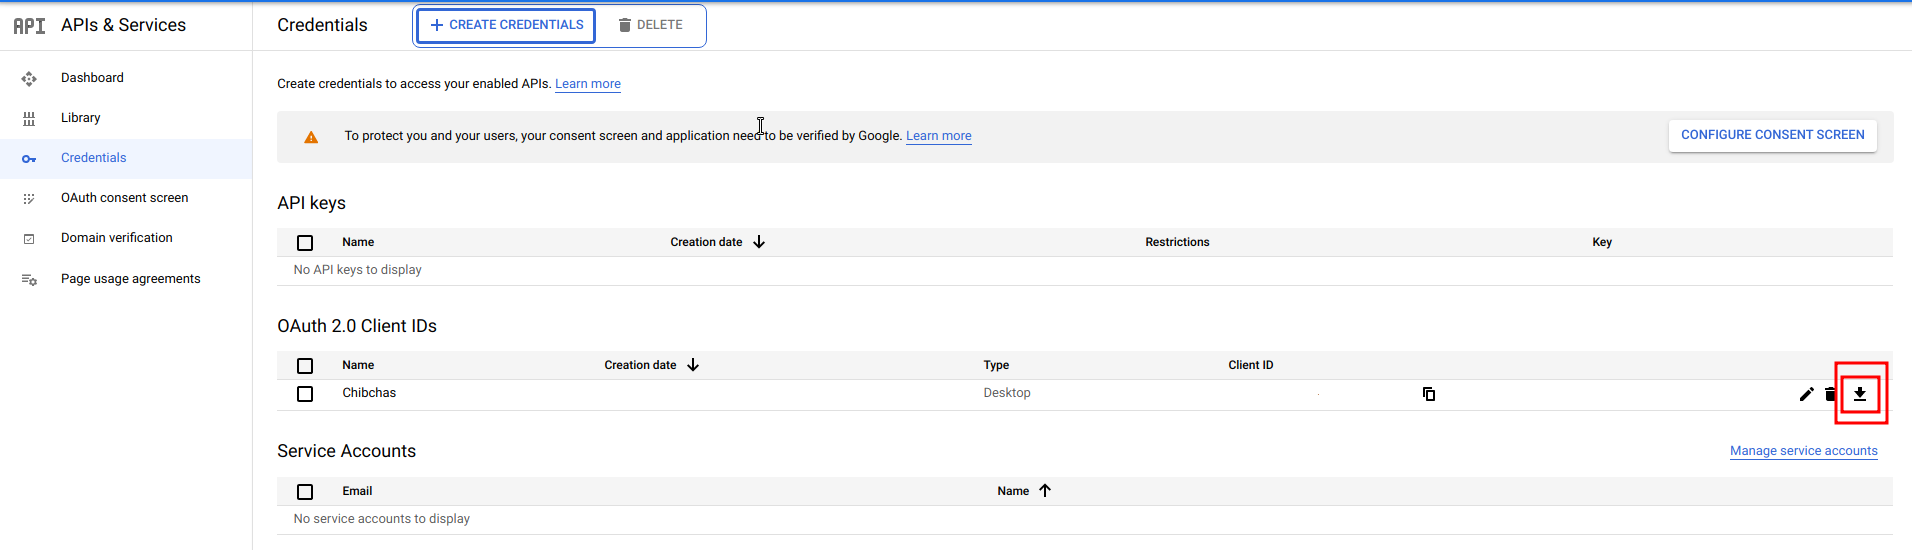 API APIs & Services
Credentials
+ CREATE CREDENTIALS
DELETE
Dashboard
Library
Credentials
OAuth consent screen
Domain verification
Page usage agreements
Create credentials to access your enabled APIs. Learn more
To protect you and your users, your consent screen and application need to be verified by Google. Learn more
CONFIGURE CONSENT SCREEN
API keys
Name Creation date Restrictions Key
No API keys to display
OAuth 2.0 Client IDs
Name Creation date Type Client ID
Chibchas Desktop
Service Accounts
Manage service accounts
Email Name
No service accounts to display